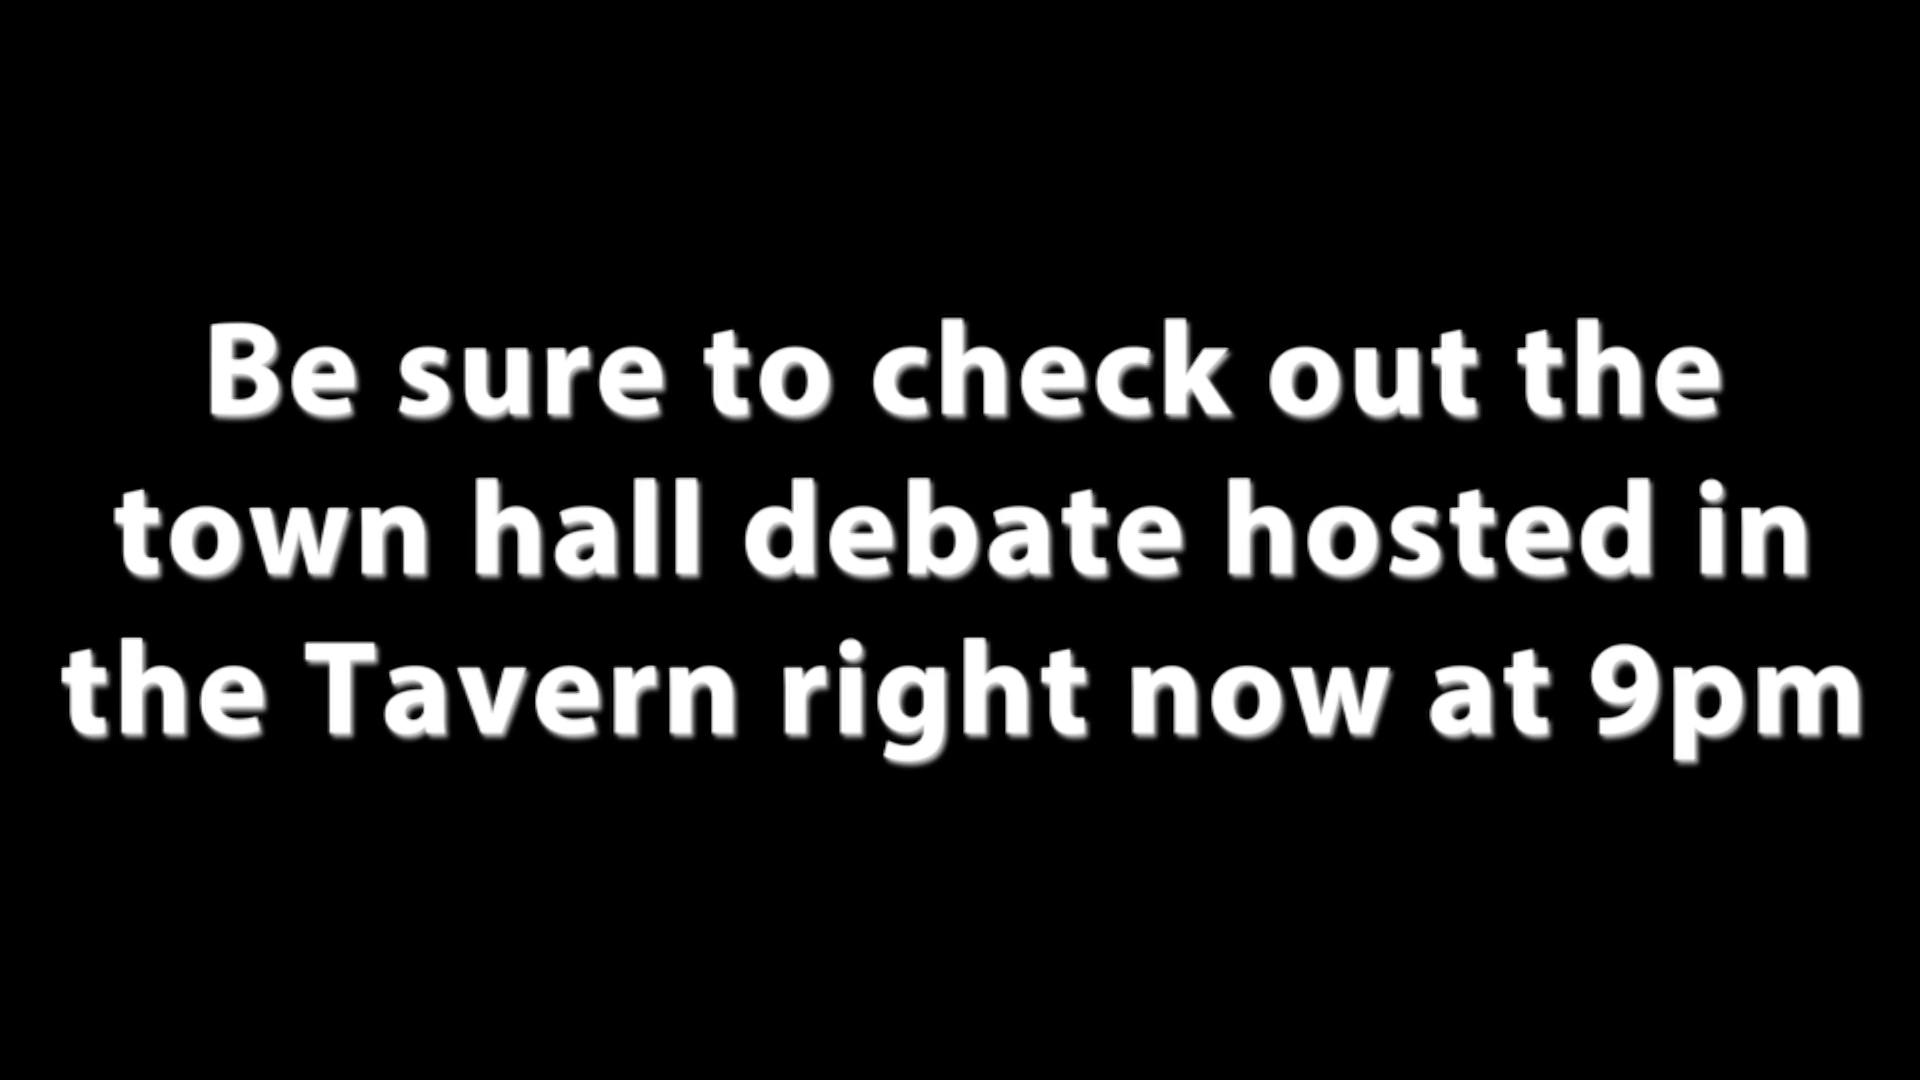 Be sure to check out the
town hall debate hosted in
the Tavern right now at 9pm